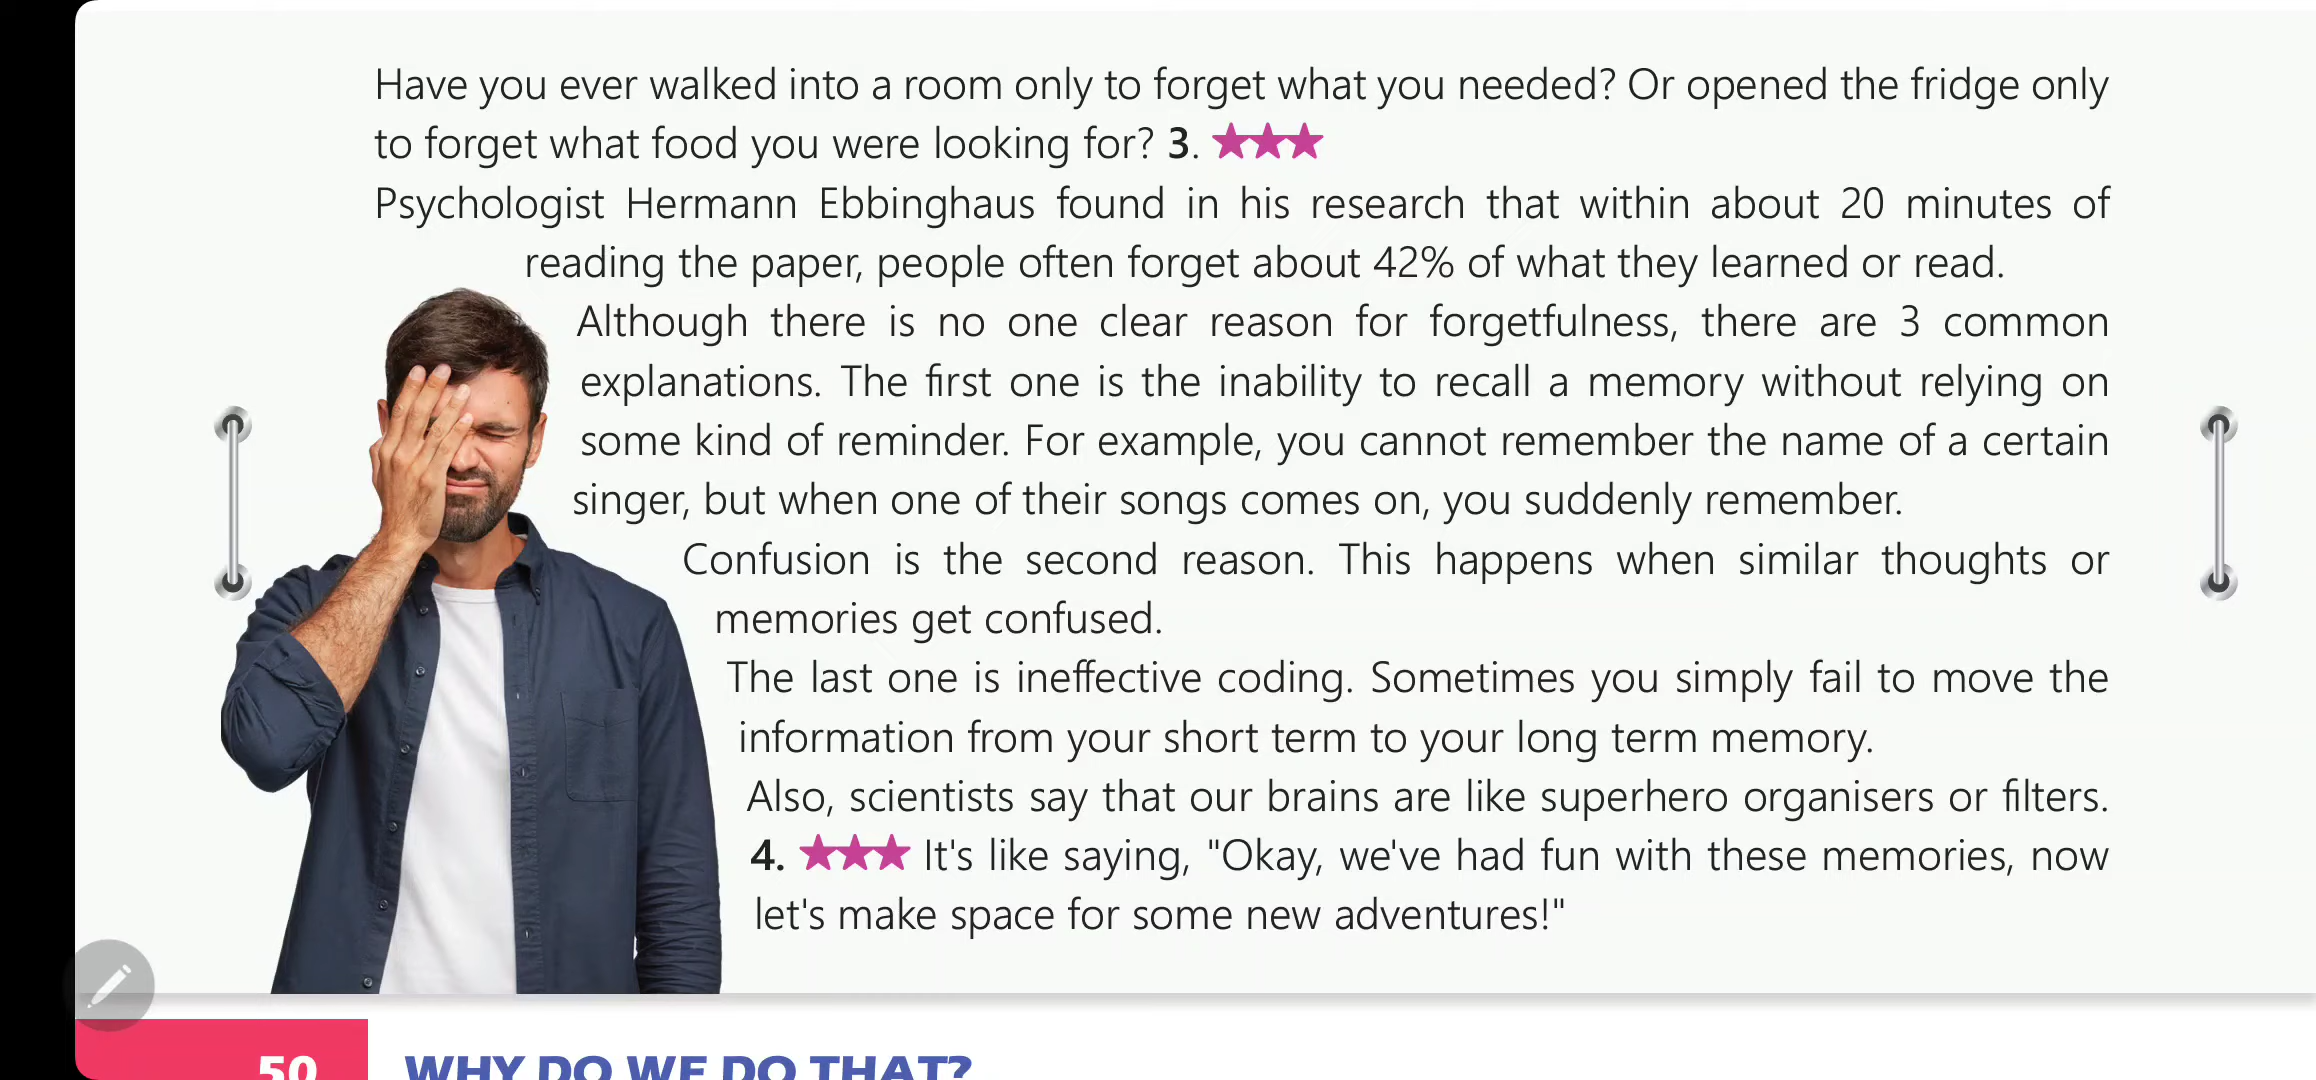 Have you ever walked into a room only to forget what you needed? Or opened the fridge only
to forget what food you were looking for? 3. ★★★
Psychologist Hermann Ebbinghaus found in his research that within about 20 minutes of
reading the paper, people often forget about 42% of what they learned or read.
Although there is no one clear reason for forgetfulness, there are 3 common
explanations. The first one is the inability to recall a memory without relying on
some kind of reminder. For example, you cannot remember the name of a certain
singer, but when one of their songs comes on, you suddenly remember.
Confusion is the second reason. This happens when similar thoughts or
memories get confused.
The last one is ineffective coding. Sometimes you simply fail to move the
information from your short term to your long term memory.
Also, scientists say that our brains are like superhero organisers or filters.
4. ★★★ It's like saying, "Okay, we've had fun with these memories, now
let's make space for some new adventures!"
50 WHY DO WE DO THAT?